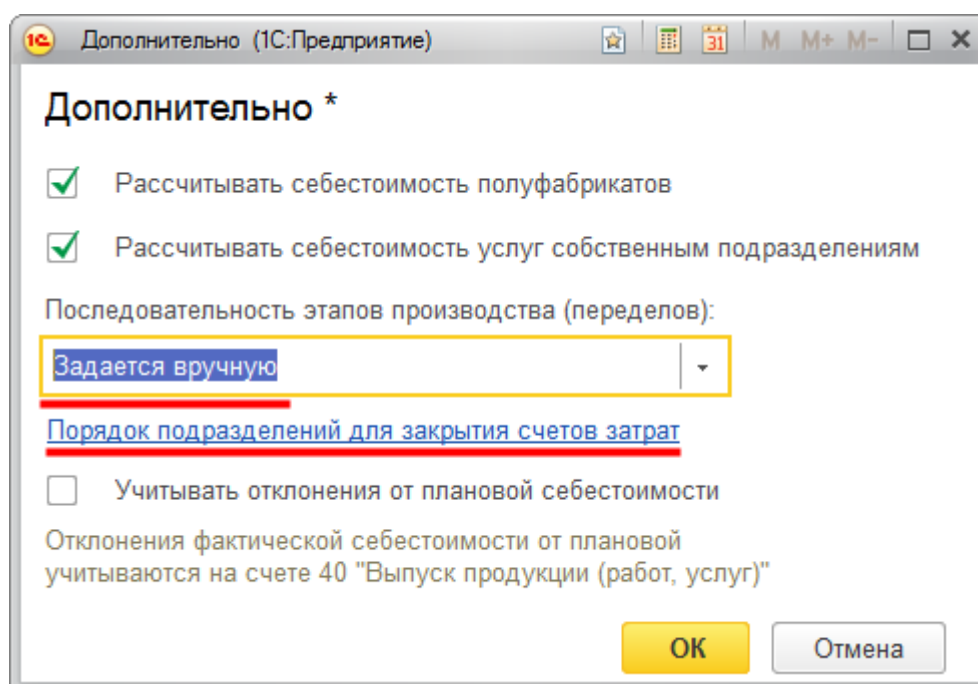 1С Дополнительно (1С:Предприятие) 31 M M+ M-
Дополнительно *
Рассчитывать себестоимость полуфабрикатов
Рассчитывать себестоимость услуг собственным подразделениям
Последовательность этапов производства (переделов):
Задается вручную
Порядок подразделений для закрытия счетов затрат
Учитывать отклонения от плановой себестоимости
Отклонения фактической себестоимости от плановой
учитываются на счете 40 "Выпуск продукции (работ, услуг)"
ОК Отмена